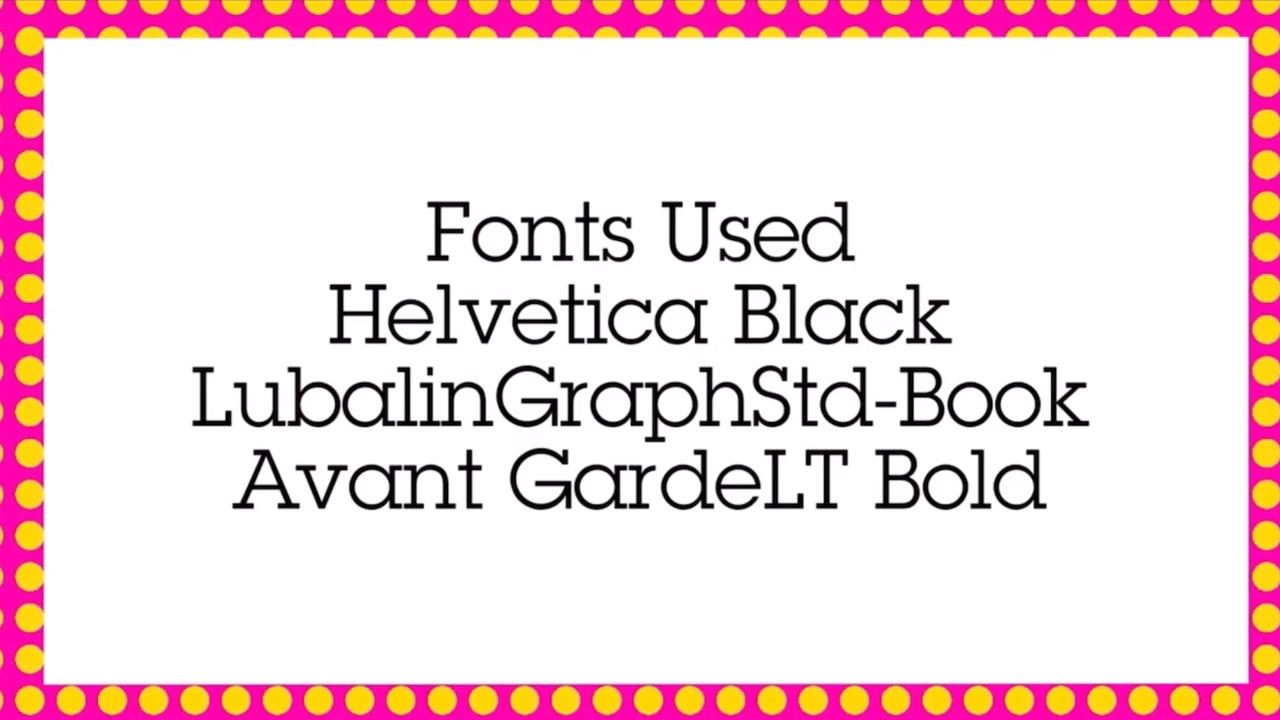 Fonts Used
Helvetica Black
LubalinGraphStd-Book
Avant GardeLT Bold